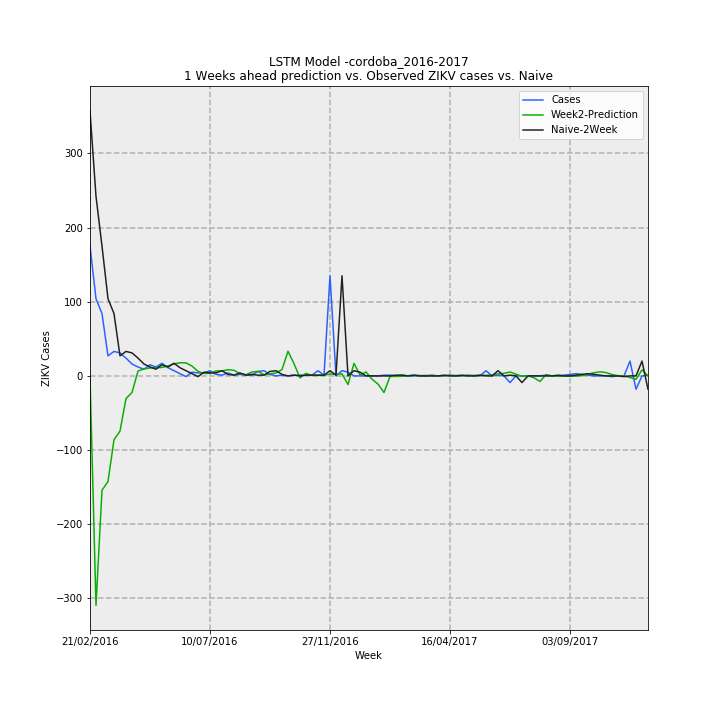 LSTM Model -cordoba_2016-2017
1 Weeks ahead prediction vs. Observed ZIKV cases vs. Naive
Cases
Week2-Prediction
Naive-2Week
300
200
100
0
−100
−200
−300
ZIKV Cases
21/02/2016
10/07/2016
27/11/2016
16/04/2017
03/09/2017
Week